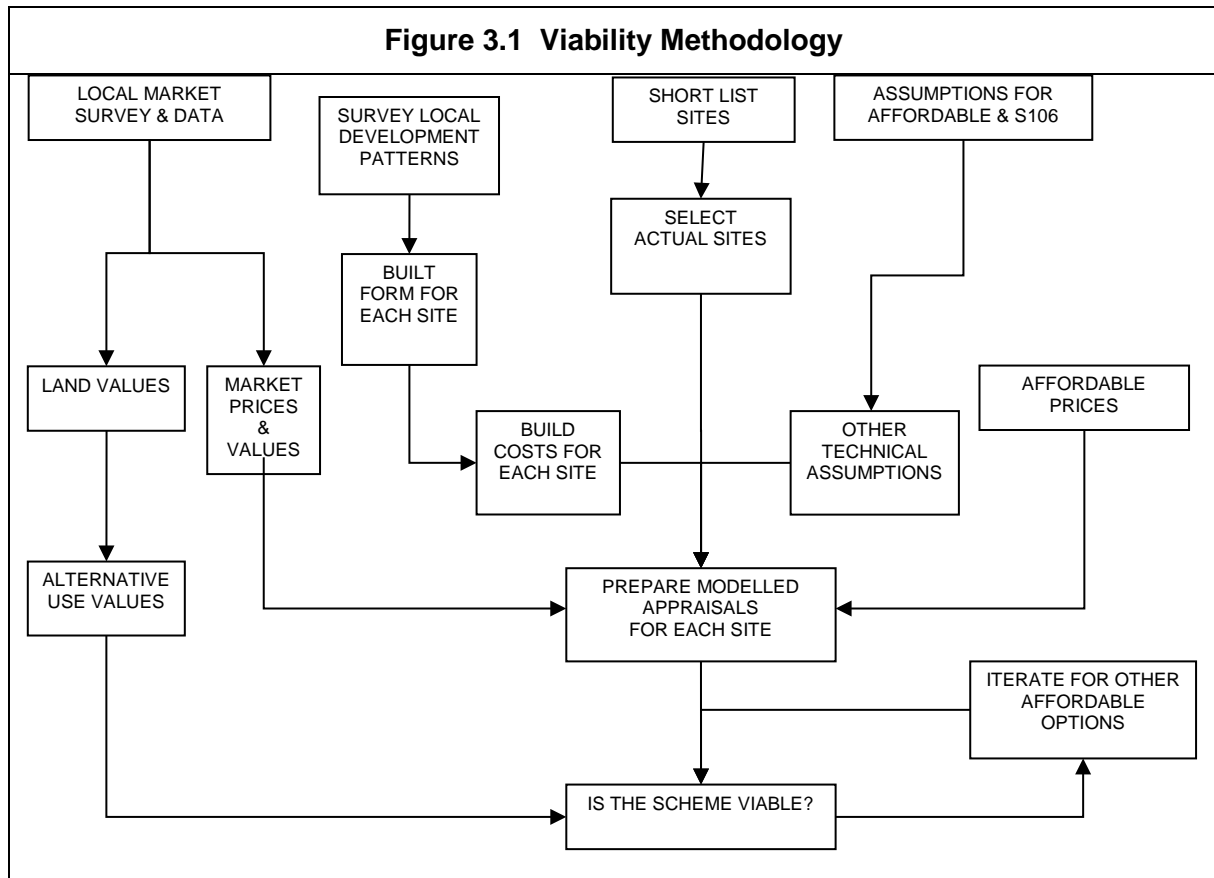 Figure 3.1 Viability Methodology
LOCAL MARKET
SURVEY & DATA
SURVEY LOCAL
DEVELOPMENT
PATTERNS
SHORT LIST
SITES
ASSUMPTIONS FOR
AFFORDABLE & S106
SELECT
ACTUAL SITES
BUILT
FORM FOR
EACH SITE
LAND VALUES
MARKET
PRICES
&
VALUES
BUILD
COSTS FOR
EACH SITE
OTHER
TECHNICAL
ASSUMPTIONS
AFFORDABLE
PRICES
ALTERNATIVE
USE VALUES
PREPARE MODELLED
APPRAISALS
FOR EACH SITE
ITERATE FOR OTHER
AFFORDABLE
OPTIONS
IS THE SCHEME VIABLE?